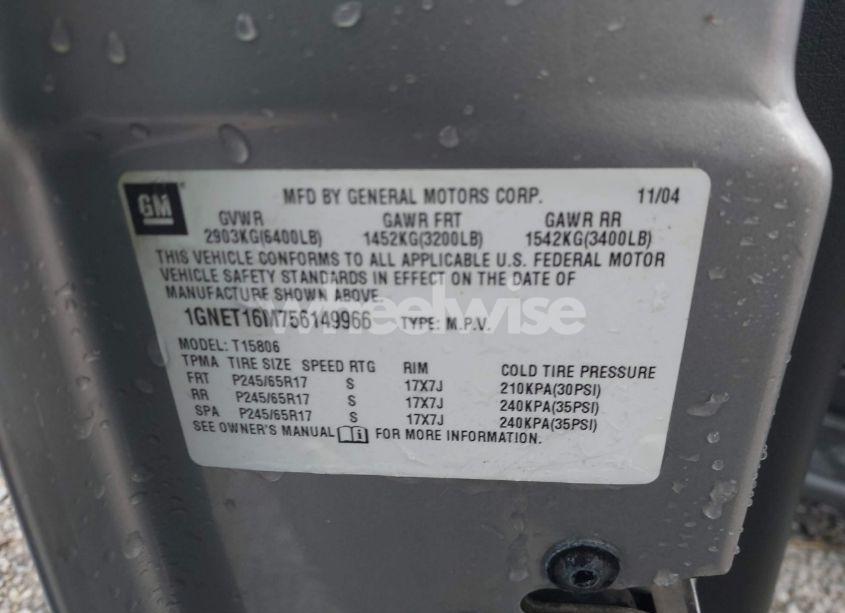 GM
MFD BY GENERAL MOTORS CORP. 11/04
GVWR GAWR FRT GAWR RR
2903KG(6400LB) 1452KG(3200LB) 1542KG(3400LB)
THIS VEHICLE CONFORMS TO ALL APPLICABLE U.S. FEDERAL MOTOR
VEHICLE SAFETY STANDARDS IN EFFECT ON THE DATE OF
MANUFACTURE SHOWN ABOVE.
1GNET16M756149966 TYPE: M.P.V.
wheelwise
MODEL: T15806
TPMA TIRE SIZE SPEED RTG RIM COLD TIRE PRESSURE
FRT P245/65R17 S 17X7J 210KPA(30PSI)
RR P245/65R17 S 17X7J 240KPA(35PSI)
SPA P245/65R17 S 17X7J 240KPA(35PSI)
SEE OWNER'S MANUAL FOR MORE INFORMATION.